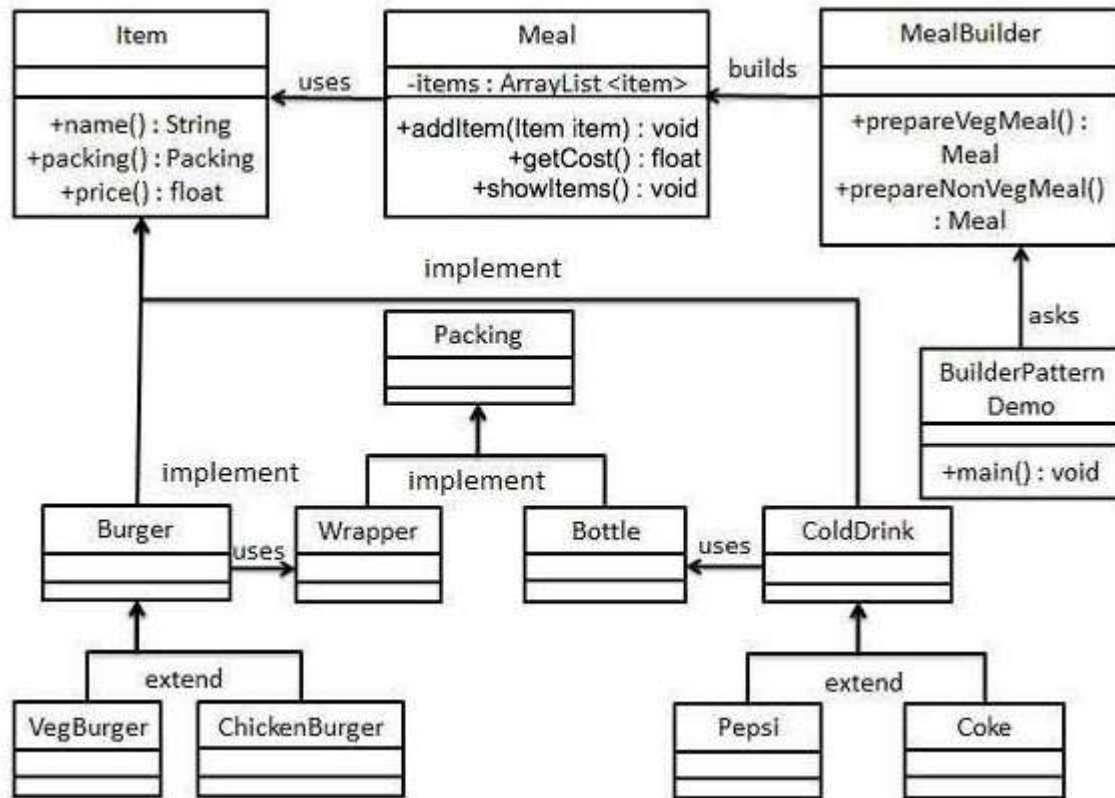 Item
+name() : String
+packing() : Packing
+price() : float
uses
Meal
-items : ArrayList <item>
+addItem(Item item) : void
+getCost() : float
+showItems() : void
builds
MealBuilder
+prepareVegMeal() :
Meal
+prepareNonVegMeal()
: Meal
implement
asks
Packing
BuilderPattern
Demo
+main() : void
implement
implement
Burger
uses
Wrapper
Bottle
uses
ColdDrink
extend
extend
VegBurger
ChickenBurger
Pepsi
Coke